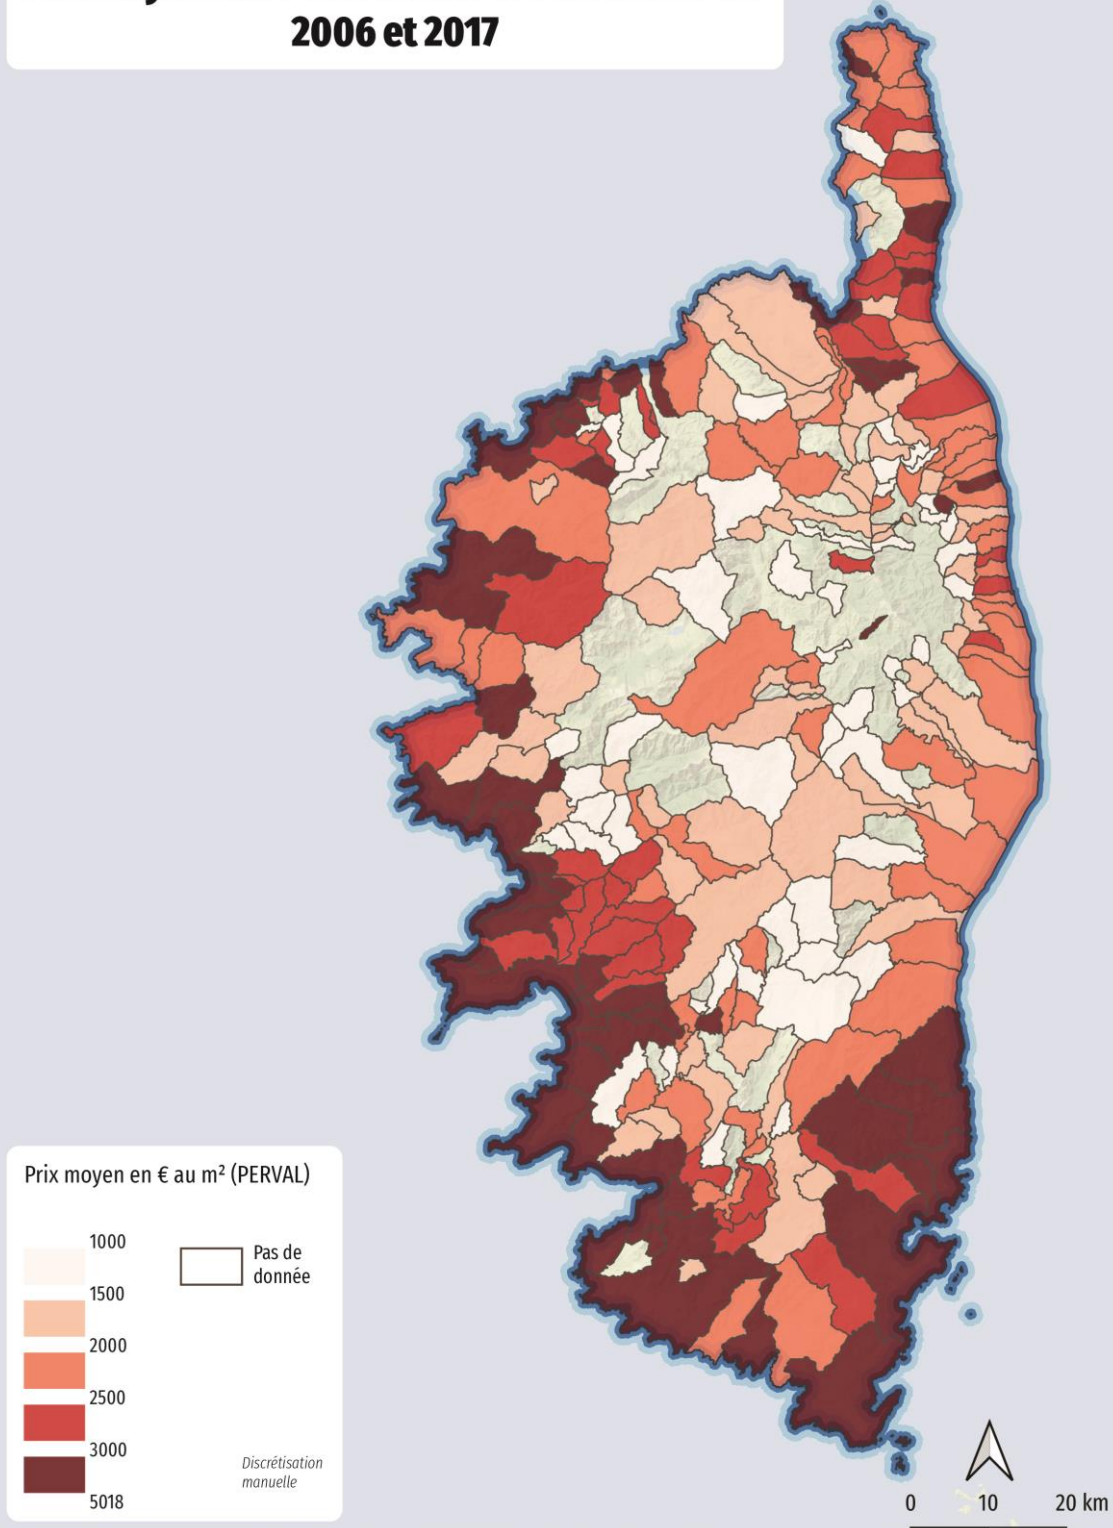 2006 et 2017
Prix moyen en € au m² (PERVAL)
1000
1500
2000
2500
3000
5018
Pas de
donnée
Discrétisation
manuelle
0 10 20 km